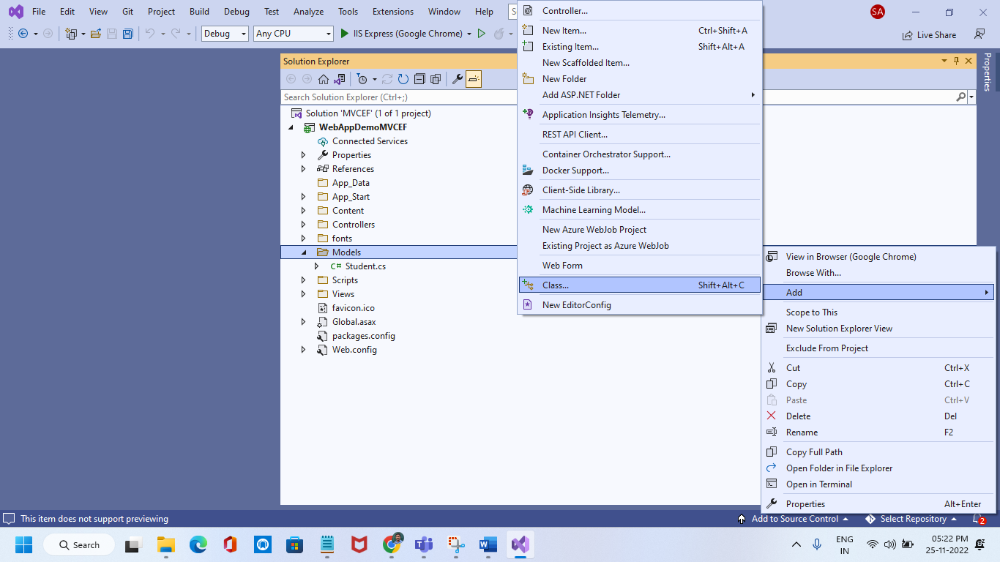 File Edit View Git Project Build Debug Test Analyze Tools Extensions Window Help
SA
Debug Any CPU IIS Express (Google Chrome) Live Share
Solution Explorer
Search Solution Explorer (Ctrl+;)
Solution 'MVCEF' (1 of 1 project)
WebAppDemoMVCEF
Connected Services
Properties
References
App_Data
App_Start
Content
Controllers
fonts
Models
C# Student.cs
Scripts
Views
favicon.ico
Global.asax
packages.config
Web.config
Controller...
New Item... Ctrl+Shift+A
Existing Item... Shift+Alt+A
New Scaffolded Item...
New Folder
Add ASP.NET Folder
Application Insights Telemetry...
REST API Client...
Container Orchestrator Support...
Docker Support...
Client-Side Library...
Machine Learning Model...
New Azure WebJob Project
Existing Project as Azure WebJob
Web Form
Class... Shift+Alt+C
New EditorConfig
View in Browser (Google Chrome)
Browse With...
Add
Scope to This
New Solution Explorer View
Exclude From Project
Cut Ctrl+X
Copy Ctrl+C
Paste Ctrl+V
Delete Del
Rename F2
Copy Full Path
Open Folder in File Explorer
Open in Terminal
Properties Alt+Enter
Properties
This item does not support previewing
Add to Source Control Select Repository 2
Search
ENG
IN
05:22 PM
25-11-2022